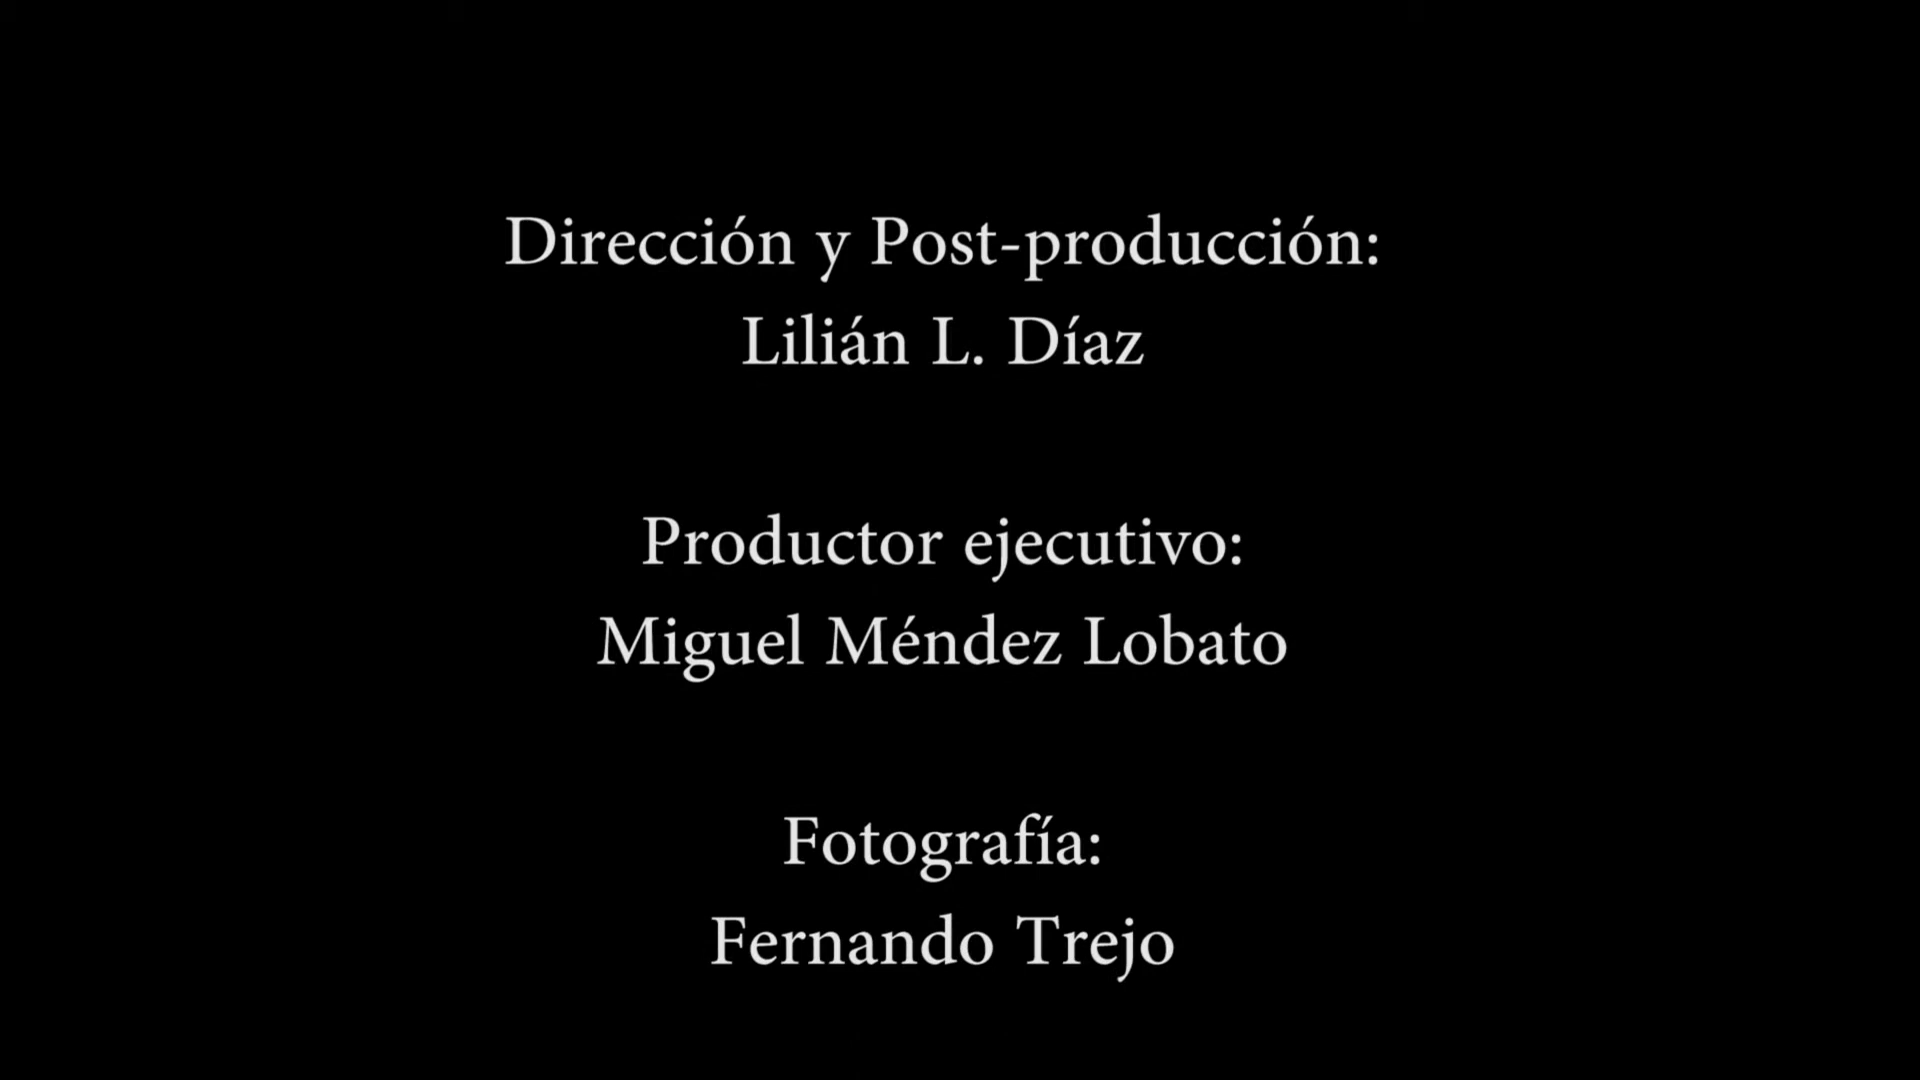 Dirección y Post-producción:
Lilián L. Díaz
Productor ejecutivo:
Miguel Méndez Lobato
Fotografía:
Fernando Trejo